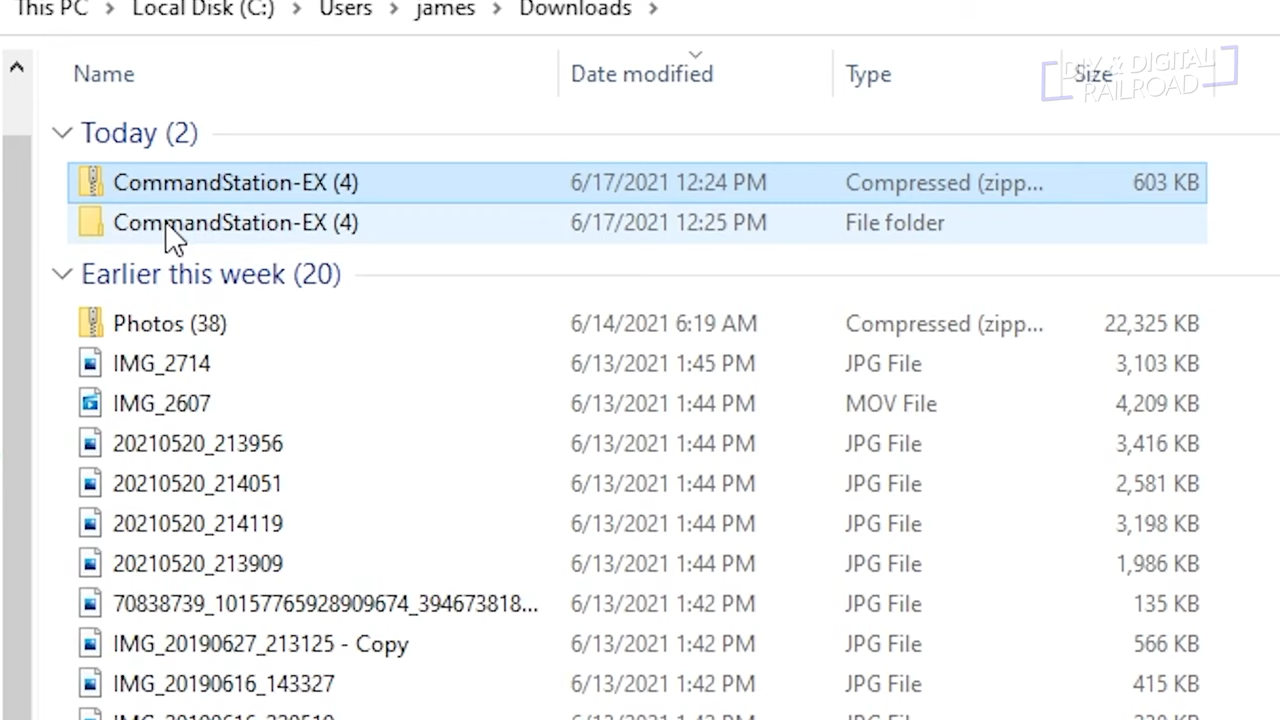 This PC > Local Disk (C:) > Users > james > Downloads >
Name Date modified Type Size
DIY & DIGITAL
RAILROAD
Today (2)
CommandStation-EX (4) 6/17/2021 12:24 PM Compressed (zipp... 603 KB
CommandStation-EX (4) 6/17/2021 12:25 PM File folder
Earlier this week (20)
Photos (38) 6/14/2021 6:19 AM Compressed (zipp... 22,325 KB
IMG_2714 6/13/2021 1:45 PM JPG File 3,103 KB
IMG_2607 6/13/2021 1:44 PM MOV File 4,209 KB
20210520_213956 6/13/2021 1:44 PM JPG File 3,416 KB
20210520_214051 6/13/2021 1:44 PM JPG File 2,581 KB
20210520_214119 6/13/2021 1:44 PM JPG File 3,198 KB
20210520_213909 6/13/2021 1:44 PM JPG File 1,986 KB
70838739_10157765928909674_394673818... 6/13/2021 1:42 PM JPG File 135 KB
IMG_20190627_213125 - Copy 6/13/2021 1:42 PM JPG File 566 KB
IMG_20190616_143327 6/13/2021 1:42 PM JPG File 415 KB